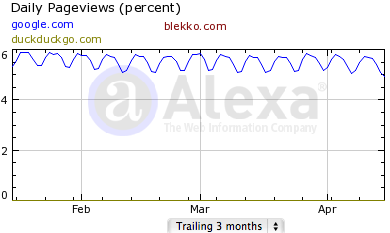 Daily Pageviews (percent)
google.com
blekko.com
duckduckgo.com
6
4
2
0
Alexa
The Web Information Company
Feb
Mar
Apr
Trailing 3 months